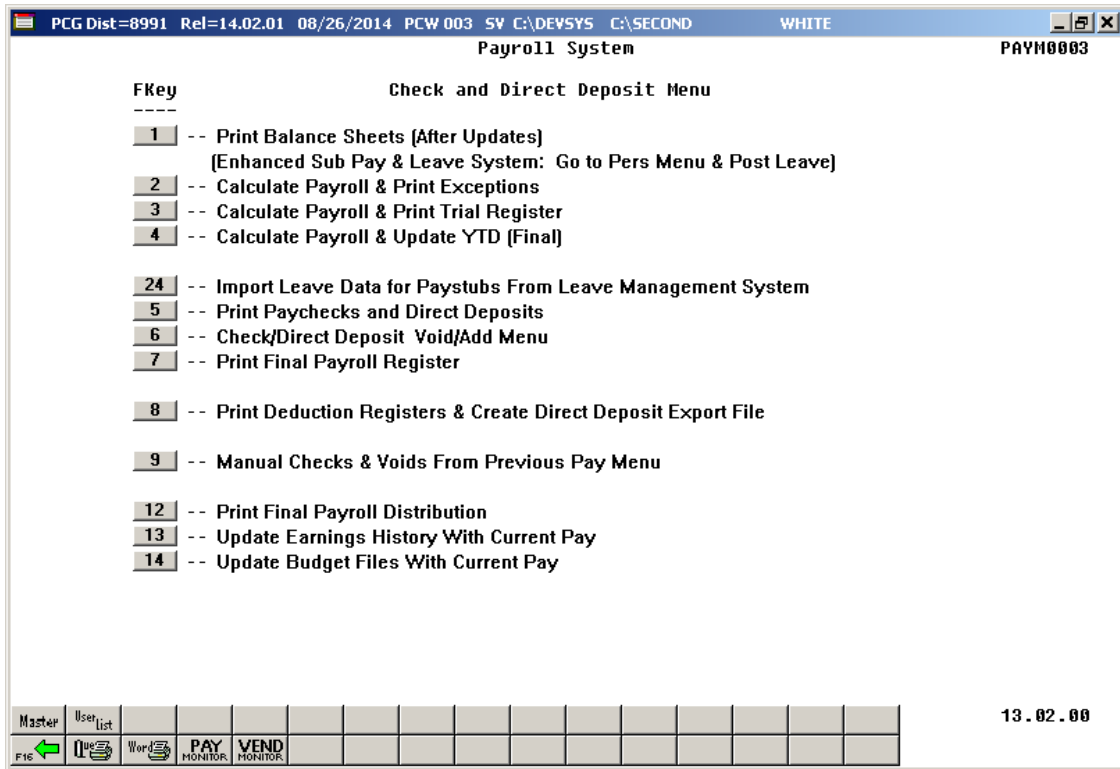 PCG Dist=8991 Rel=14.02.01 08/26/2014 PCW 003 SV C:\DEVSYS C:\SECOND WHITE
Payroll System PAYM0003
FKey Check and Direct Deposit Menu
----
1 -- Print Balance Sheets (After Updates)
(Enhanced Sub Pay & Leave System: Go to Pers Menu & Post Leave)
2 -- Calculate Payroll & Print Exceptions
3 -- Calculate Payroll & Print Trial Register
4 -- Calculate Payroll & Update YTD (Final)
24 -- Import Leave Data for Paystubs From Leave Management System
5 -- Print Paychecks and Direct Deposits
6 -- Check/Direct Deposit Void/Add Menu
7 -- Print Final Payroll Register
8 -- Print Deduction Registers & Create Direct Deposit Export File
9 -- Manual Checks & Voids From Previous Pay Menu
12 -- Print Final Payroll Distribution
13 -- Update Earnings History With Current Pay
14 -- Update Budget Files With Current Pay
Master User List 13.02.00
F16 Que Word PAY MONITOR VEND MONITOR